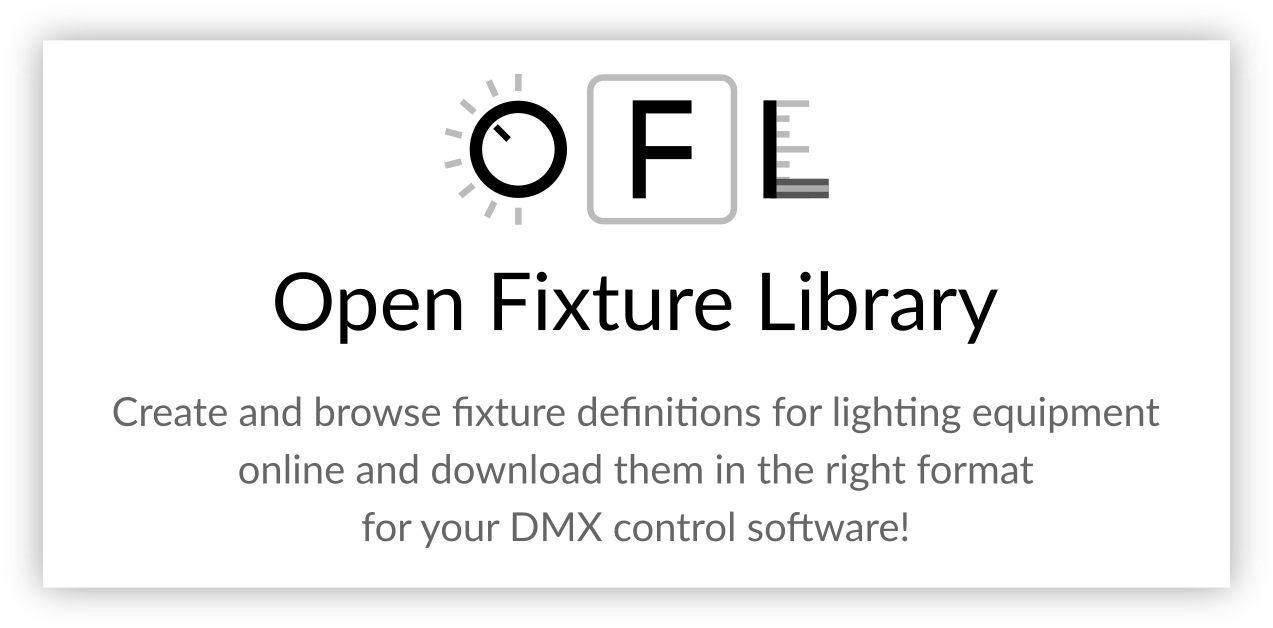 OFL
Open Fixture Library
Create and browse fixture definitions for lighting equipment
online and download them in the right format
for your DMX control software!